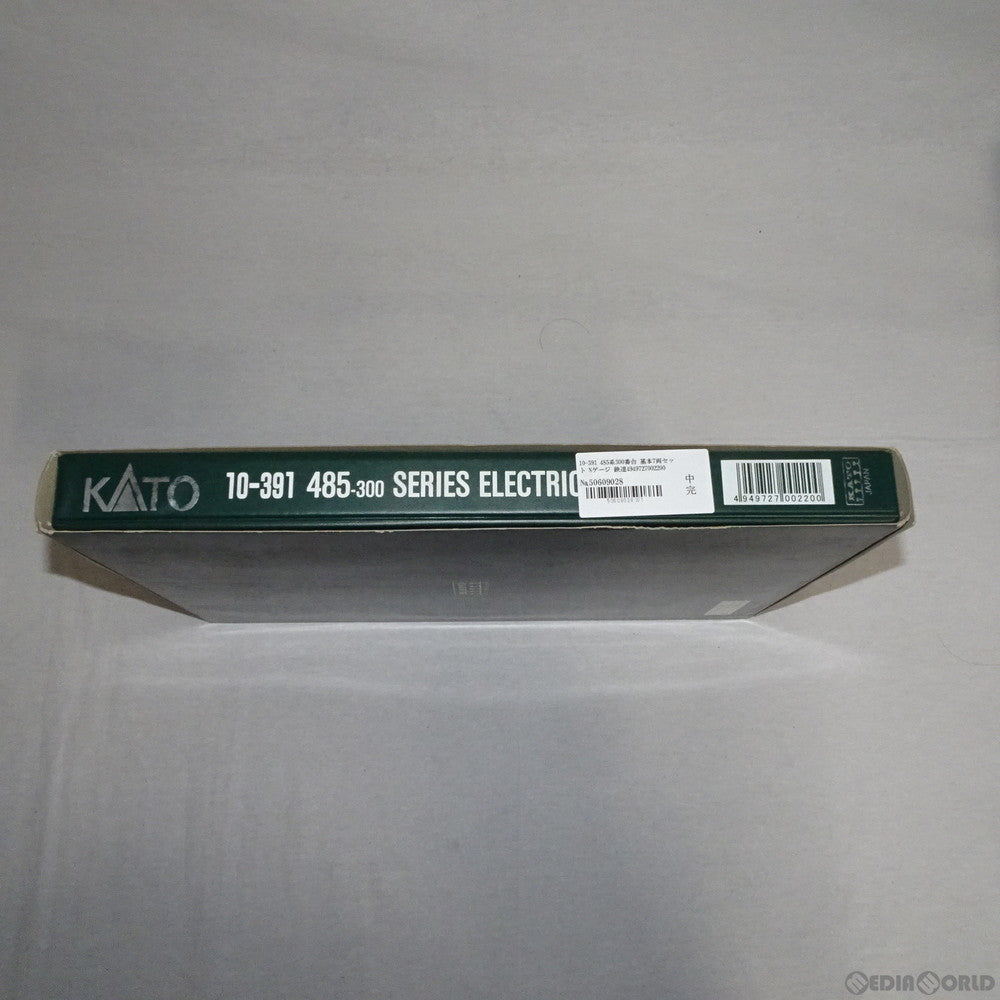 KATO
10-391 485-300 SERIES ELECTRIC
10-391 485系300番台 基本7両セッ
ト Nゲージ 鉄道4949727002200
№50609028
中
完
4 949727 002200
KATO
JAPAN
MEDIAWORLD